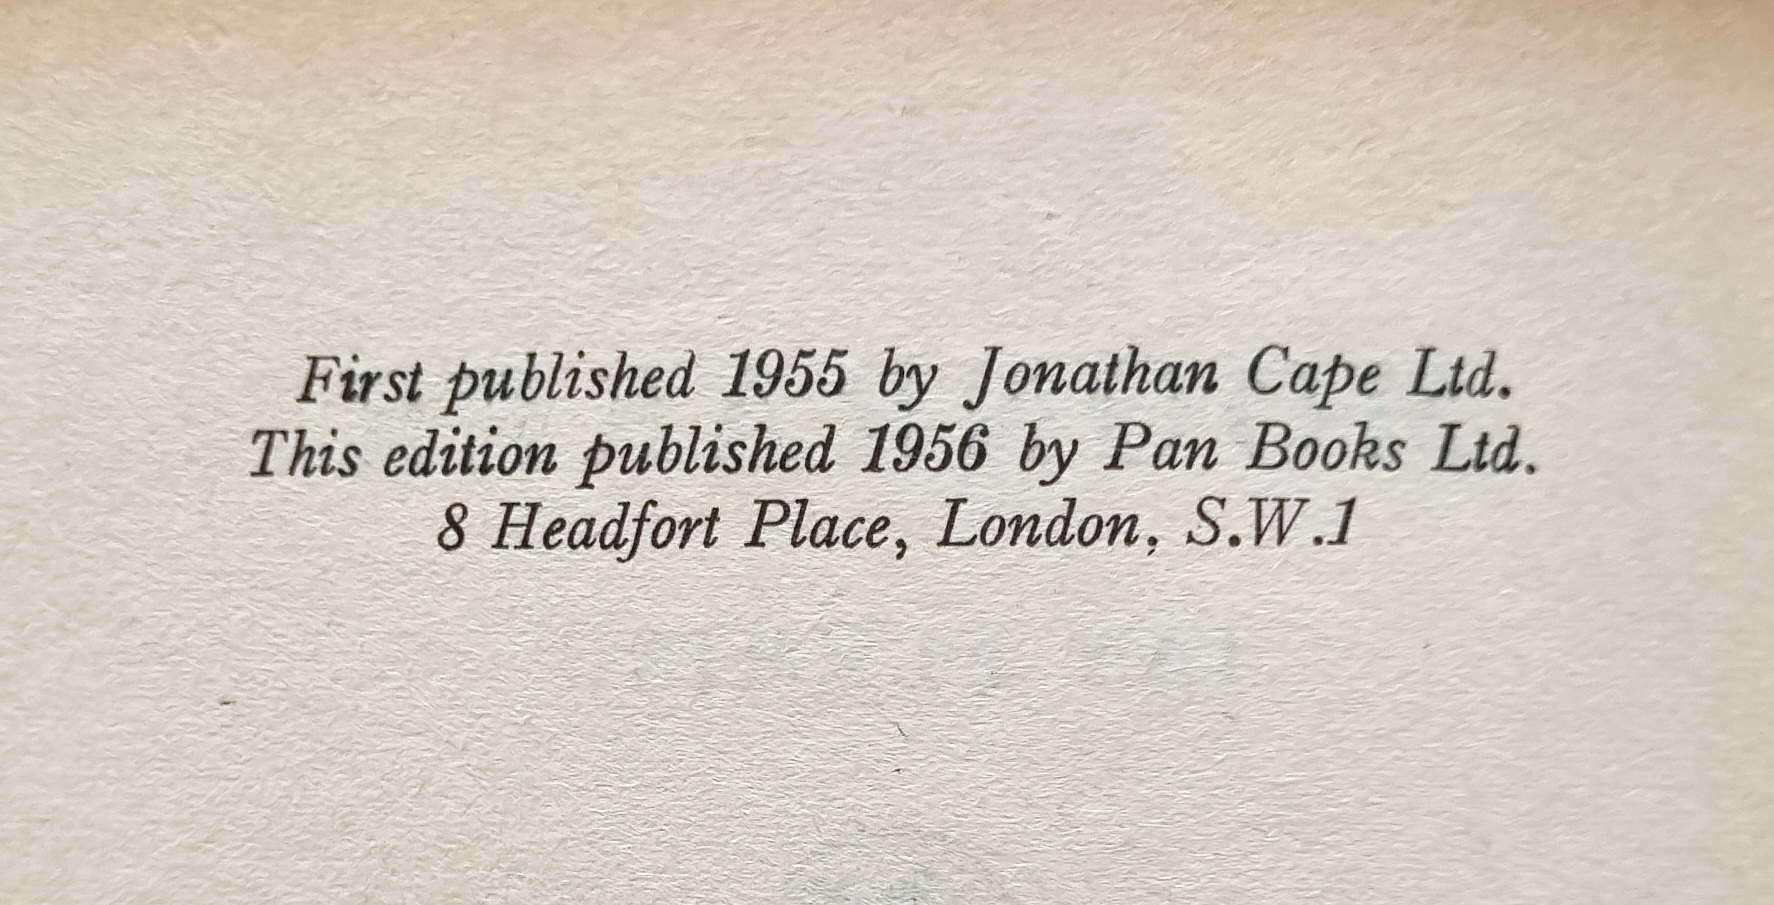 First published 1955 by Jonathan Cape Ltd.
This edition published 1956 by Pan Books Ltd.
8 Headfort Place, London, S.W.1